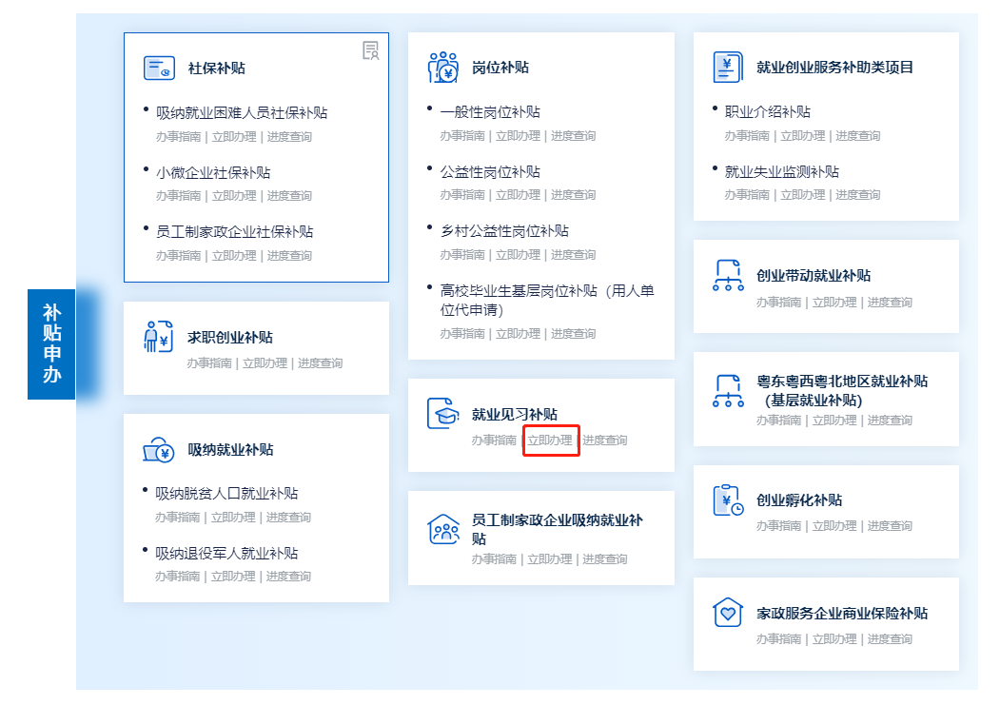 补贴申办
社保补贴
吸纳就业困难人员社保补贴
办事指南 | 立即办理 | 进度查询
小微企业社保补贴
办事指南 | 立即办理 | 进度查询
员工制家政企业社保补贴
办事指南 | 立即办理 | 进度查询
求职创业补贴
办事指南 | 立即办理 | 进度查询
吸纳就业补贴
吸纳脱贫人口就业补贴
办事指南 | 立即办理 | 进度查询
吸纳退役军人就业补贴
办事指南 | 立即办理 | 进度查询
岗位补贴
一般性岗位补贴
办事指南 | 立即办理 | 进度查询
公益性岗位补贴
办事指南 | 立即办理 | 进度查询
乡村公益性岗位补贴
办事指南 | 立即办理 | 进度查询
高校毕业生基层岗位补贴（用人单
位代申请）
办事指南 | 立即办理 | 进度查询
就业见习补贴
办事指南 | 立即办理 | 进度查询
员工制家政企业吸纳就业补
贴
办事指南 | 立即办理 | 进度查询
就业创业服务补助类项目
职业介绍补贴
办事指南 | 立即办理 | 进度查询
就业失业监测补贴
办事指南 | 立即办理 | 进度查询
创业带动就业补贴
办事指南 | 立即办理 | 进度查询
粤东粤西粤北地区就业补贴
（基层就业补贴）
办事指南 | 立即办理 | 进度查询
创业孵化补贴
办事指南 | 立即办理 | 进度查询
家政服务企业商业保险补贴
办事指南 | 立即办理 | 进度查询